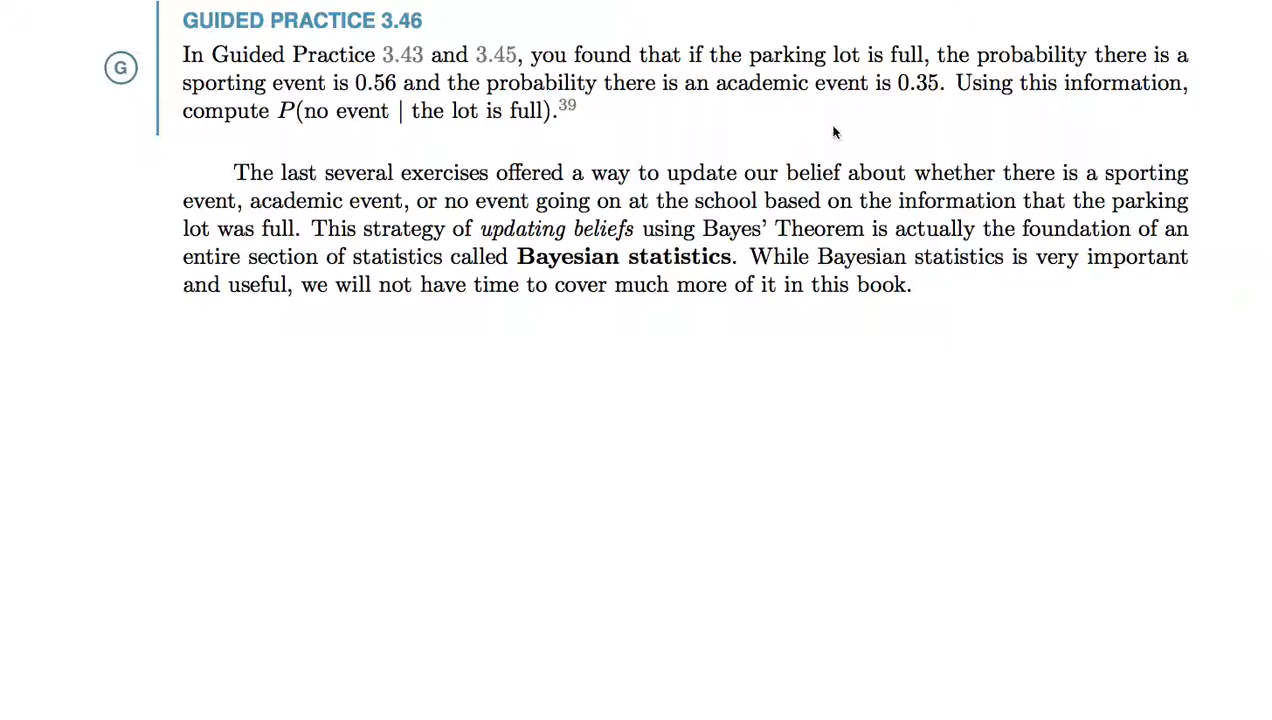 GUIDED PRACTICE 3.46
G
In Guided Practice 3.43 and 3.45, you found that if the parking lot is full, the probability there is a
sporting event is 0.56 and the probability there is an academic event is 0.35. Using this information,
compute P(no event | the lot is full).39
The last several exercises offered a way to update our belief about whether there is a sporting
event, academic event, or no event going on at the school based on the information that the parking
lot was full. This strategy of updating beliefs using Bayes’ Theorem is actually the foundation of an
entire section of statistics called Bayesian statistics. While Bayesian statistics is very important
and useful, we will not have time to cover much more of it in this book.